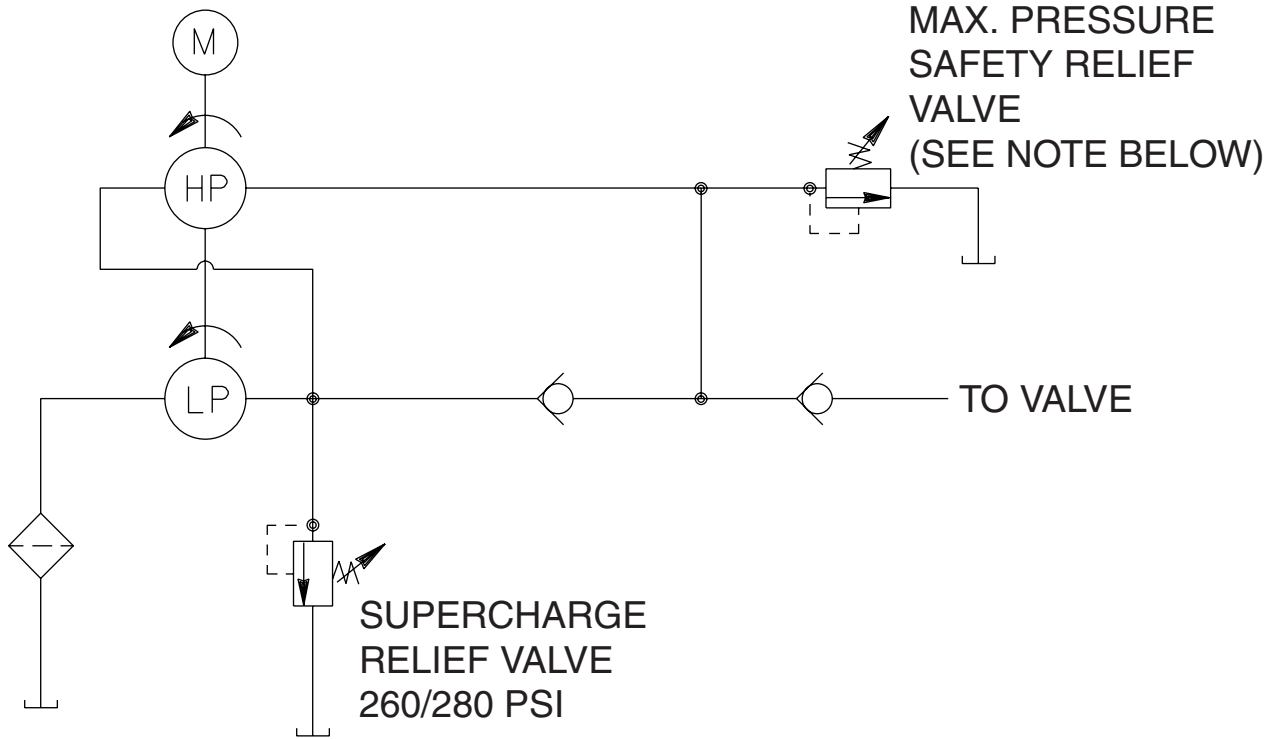 M
MAX. PRESSURE
SAFETY RELIEF
VALVE
(SEE NOTE BELOW)
HP
LP
TO VALVE
SUPERCHARGE
RELIEF VALVE
260/280 PSI